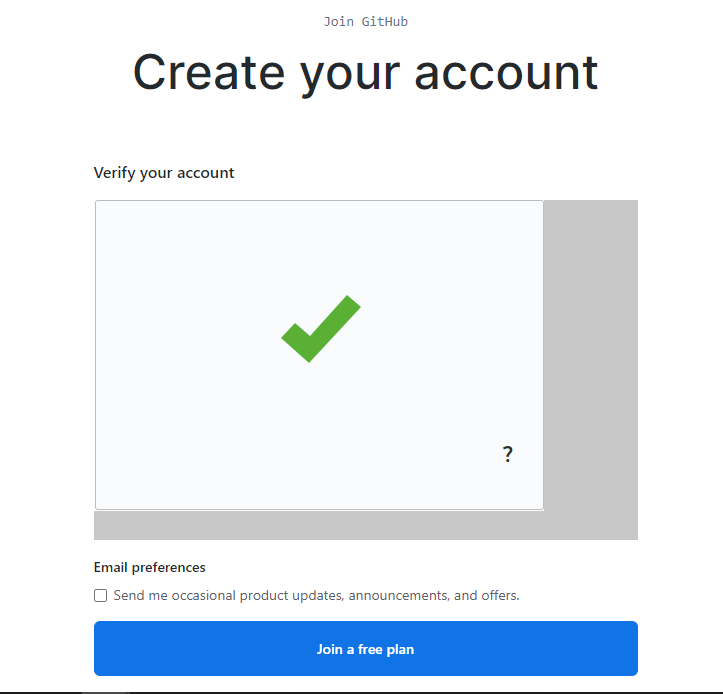 Join GitHub
Create your account
Verify your account
?
Email preferences
Send me occasional product updates, announcements, and offers.
Join a free plan